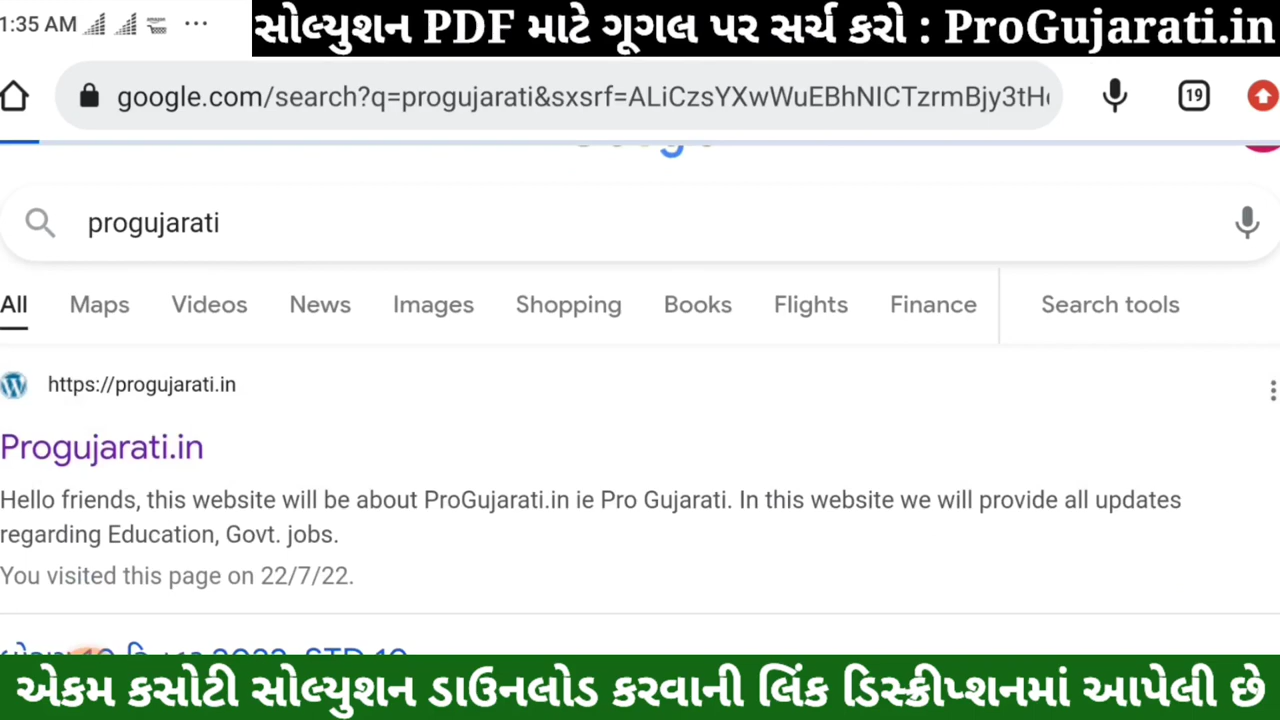 1:35 AM
સોલ્યુશન PDF માટે ગૂગલ પર સર્ચ કરો : ProGujarati.in
google.com/search?q=progujarati&sxsrf=ALiCzsYXwWuEBhNICTzrmBjy3tH
19
progujarati
All Maps Videos News Images Shopping Books Flights Finance Search tools
https://progujarati.in
Progujarati.in
Hello friends, this website will be about ProGujarati.in ie Pro Gujarati. In this website we will provide all updates
regarding Education, Govt. jobs.
You visited this page on 22/7/22.
2022 STD 10
એકમ કસોટી સોલ્યુશન ડાઉનલોડ કરવાની લિંક ડિસ્ક્રીપ્શનમાં આપેલી છે